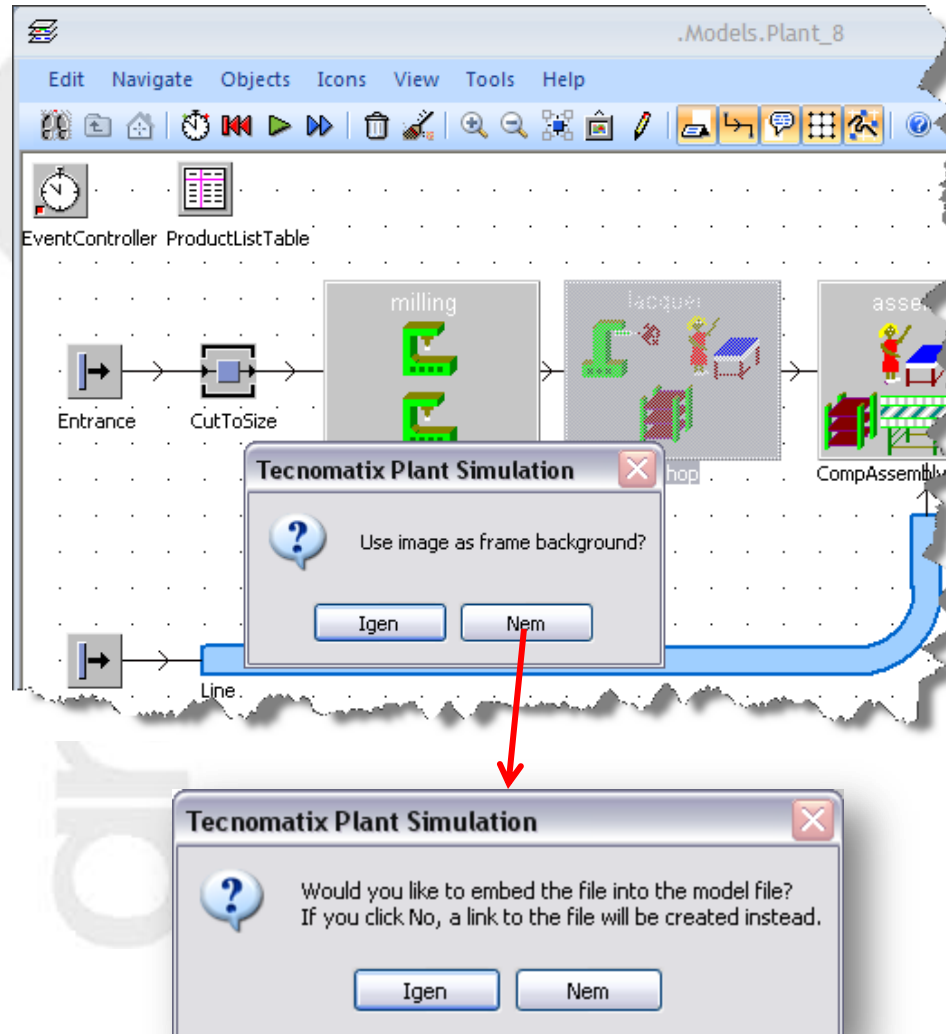 .Models.Plant_8
Edit Navigate Objects Icons View Tools Help
EventController ProductListTable
milling
lacquer
Entrance
CutToSize
hop
CompAssembly
Tecnomatix Plant Simulation
Use image as frame background?
Igen Nem
Line
Tecnomatix Plant Simulation
Would you like to embed the file into the model file?
If you click No, a link to the file will be created instead.
Igen Nem